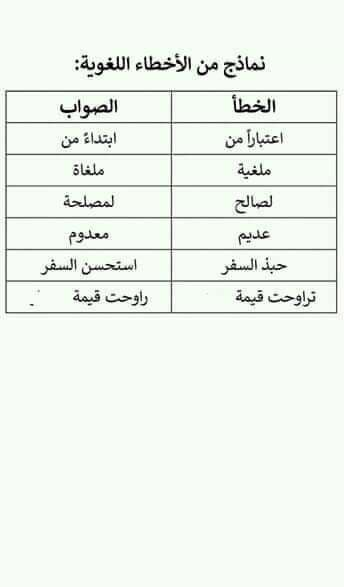 نماذج من الأخطاء اللغوية:
الخطأ الصواب
اعتباراً من ابتداءً من
ملغية ملغاة
لصالح لمصلحة
عديم معدوم
حبذ السفر استحسن السفر
تراوحت قيمة راوحت قيمة